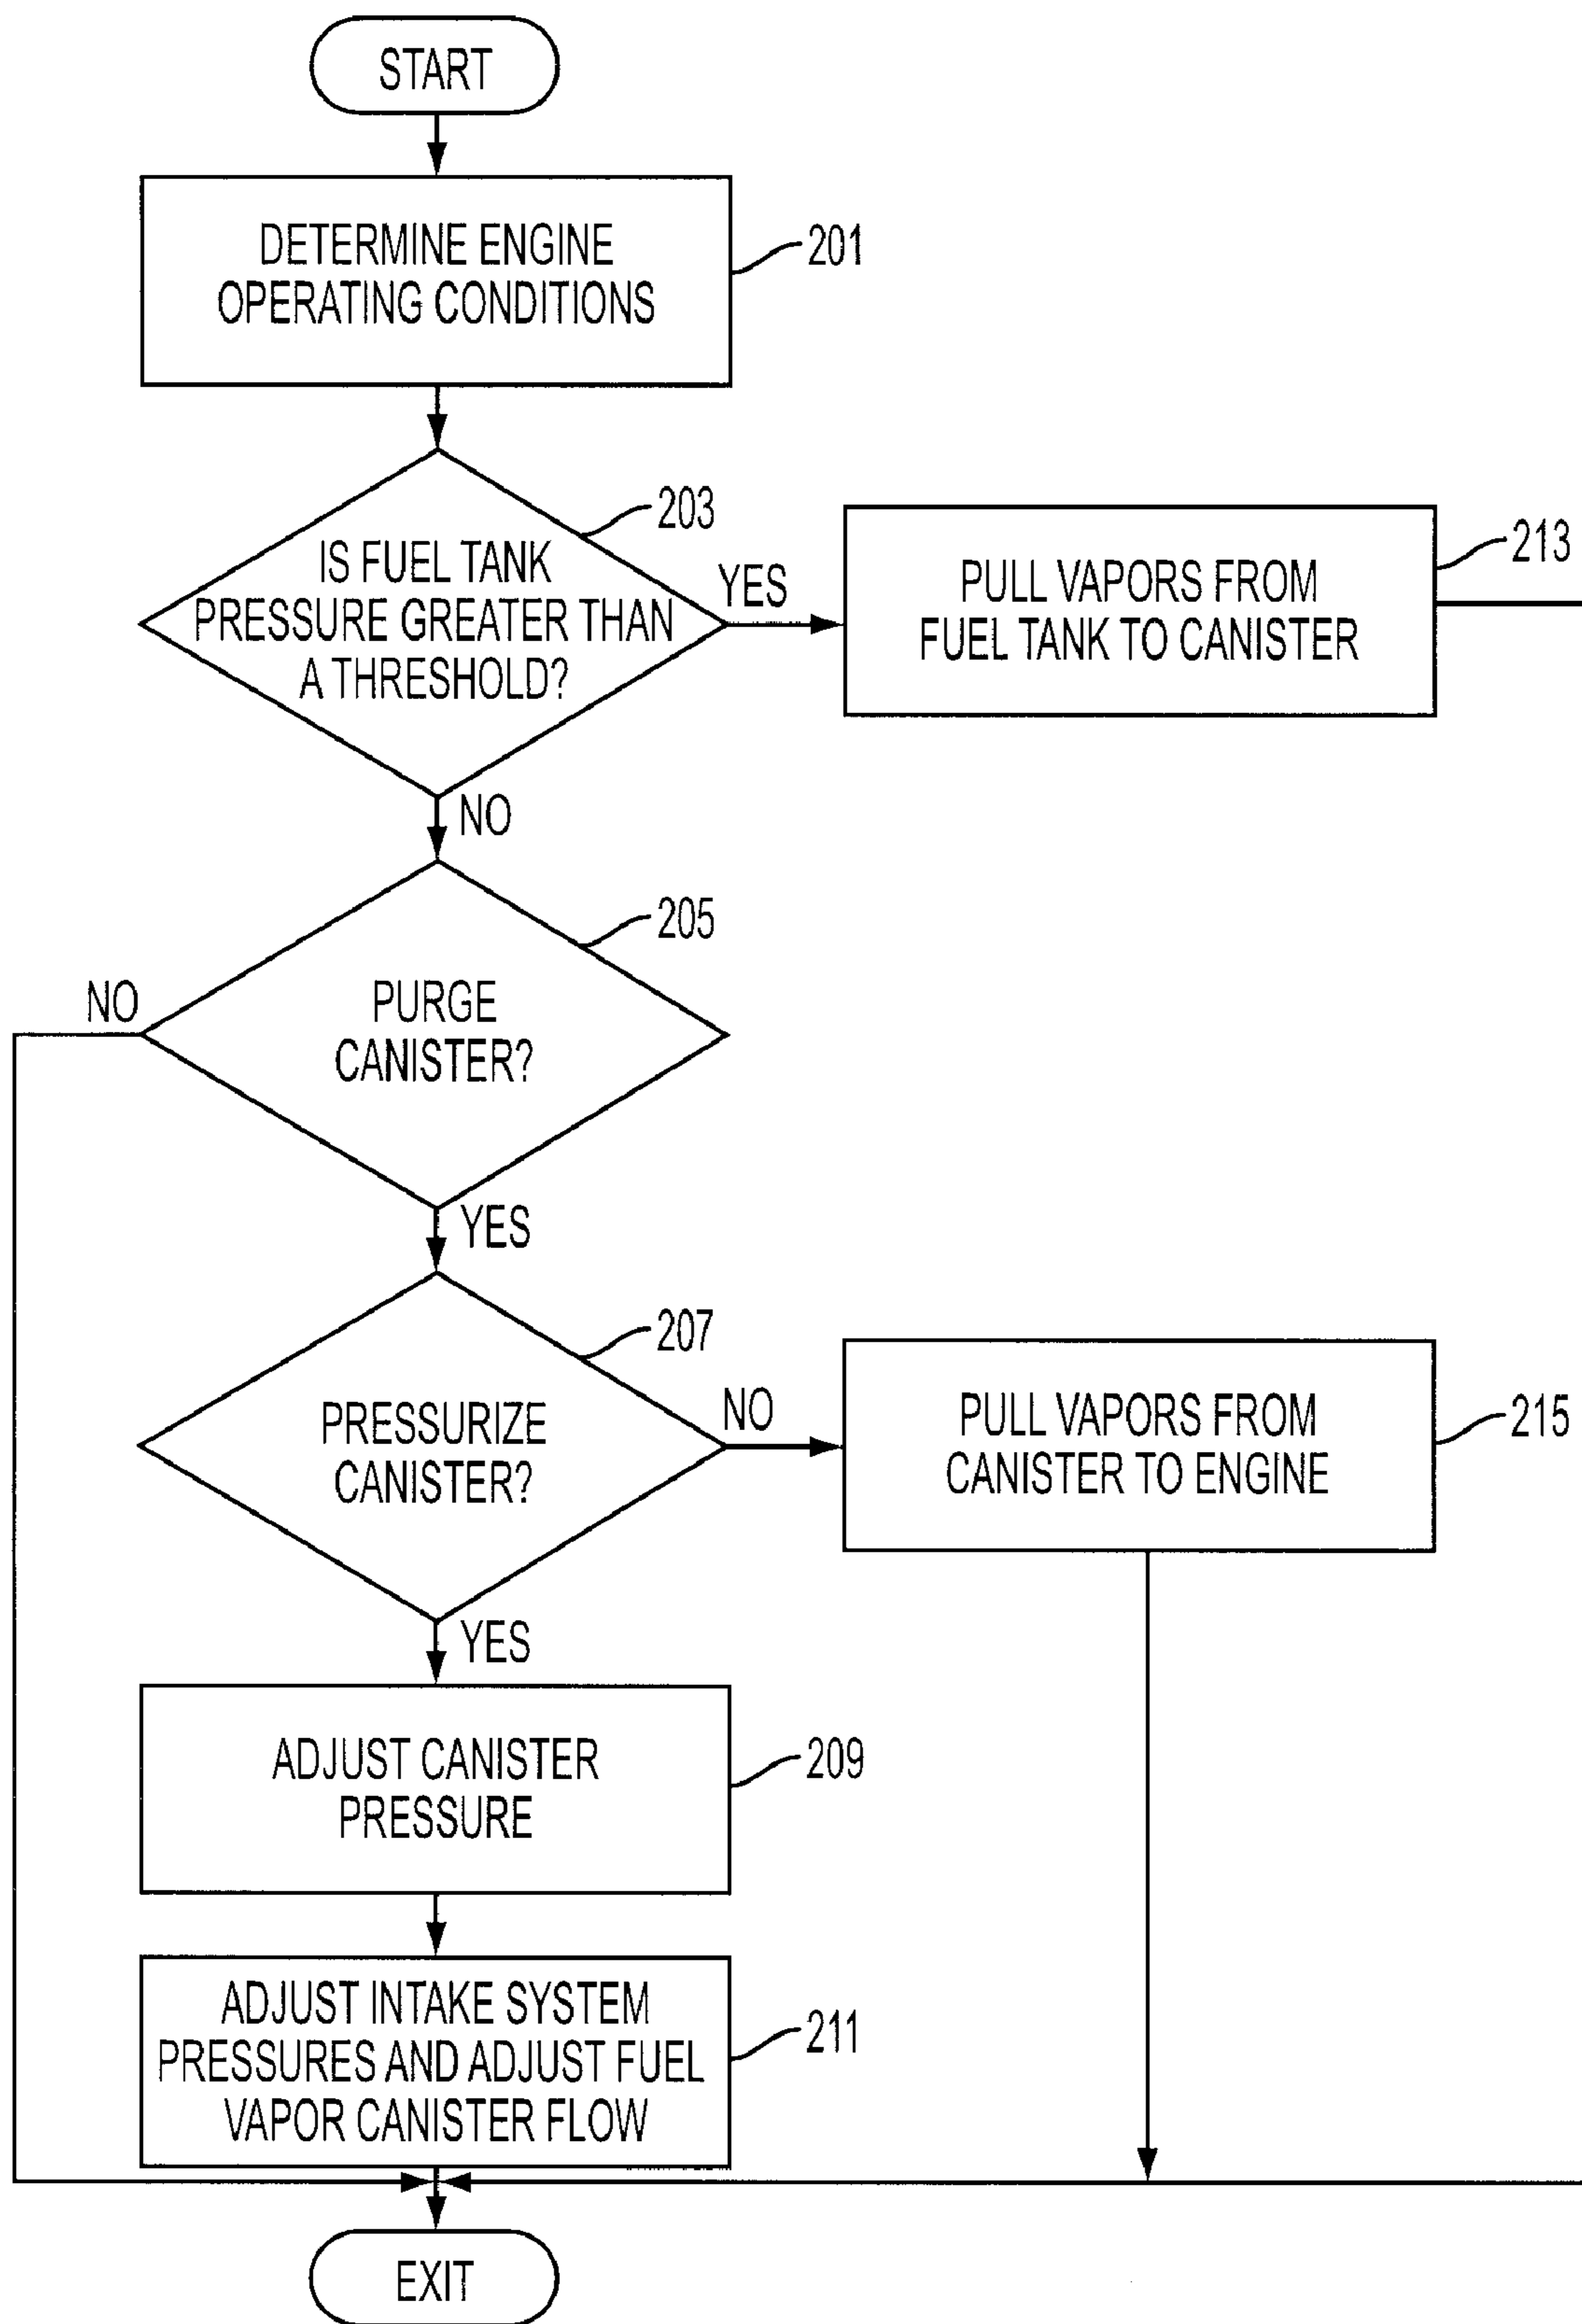 START
DETERMINE ENGINE
OPERATING CONDITIONS
201
IS FUEL TANK
PRESSURE GREATER THAN
A THRESHOLD?
203
YES
PULL VAPORS FROM
FUEL TANK TO CANISTER
213
NO
PURGE
CANISTER?
205
NO
YES
PRESSURIZE
CANISTER?
207
NO
PULL VAPORS FROM
CANISTER TO ENGINE
215
YES
ADJUST CANISTER
PRESSURE
209
ADJUST INTAKE SYSTEM
PRESSURES AND ADJUST FUEL
VAPOR CANISTER FLOW
211
EXIT